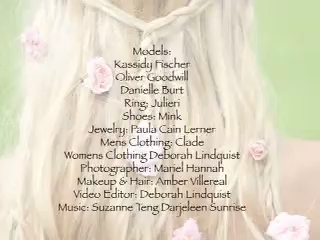 Models:
Kassidy Fischer
Oliver Goodwill
Danielle Burt
Ring; Julieri
Shoes: Mink
Jewelry: Paula Cain Lerner
Mens Clothing: Clade
Womens Clothing Deborah Lindquist
Photographer: Mariel Hannah
Makeup & Hair: Amber Villereal
Video Editor: Deborah Lindquist
Music: Suzanne Teng Darjeleen Sunrise